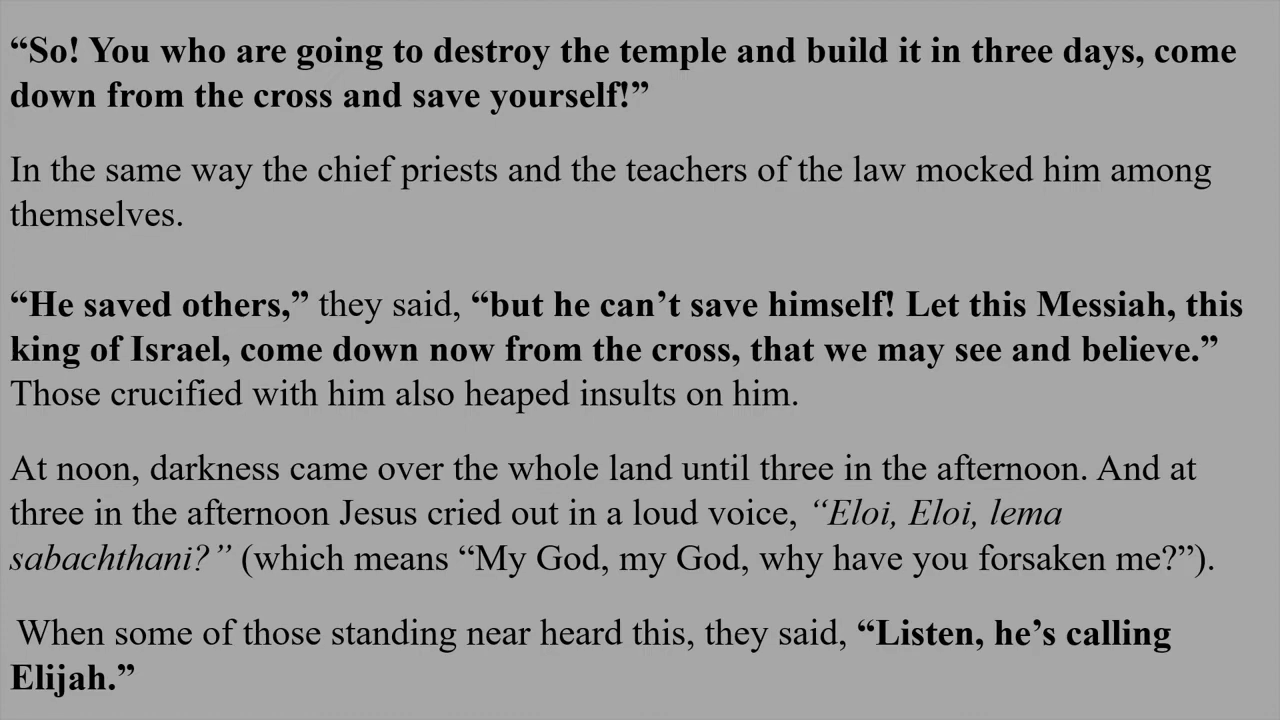 “So! You who are going to destroy the temple and build it in three days, come
down from the cross and save yourself!”
In the same way the chief priests and the teachers of the law mocked him among
themselves.
“He saved others,” they said, “but he can’t save himself! Let this Messiah, this
king of Israel, come down now from the cross, that we may see and believe.”
Those crucified with him also heaped insults on him.
At noon, darkness came over the whole land until three in the afternoon. And at
three in the afternoon Jesus cried out in a loud voice, “Eloi, Eloi, lema
sabachthani?” (which means “My God, my God, why have you forsaken me?”).
When some of those standing near heard this, they said, “Listen, he’s calling
Elijah.”